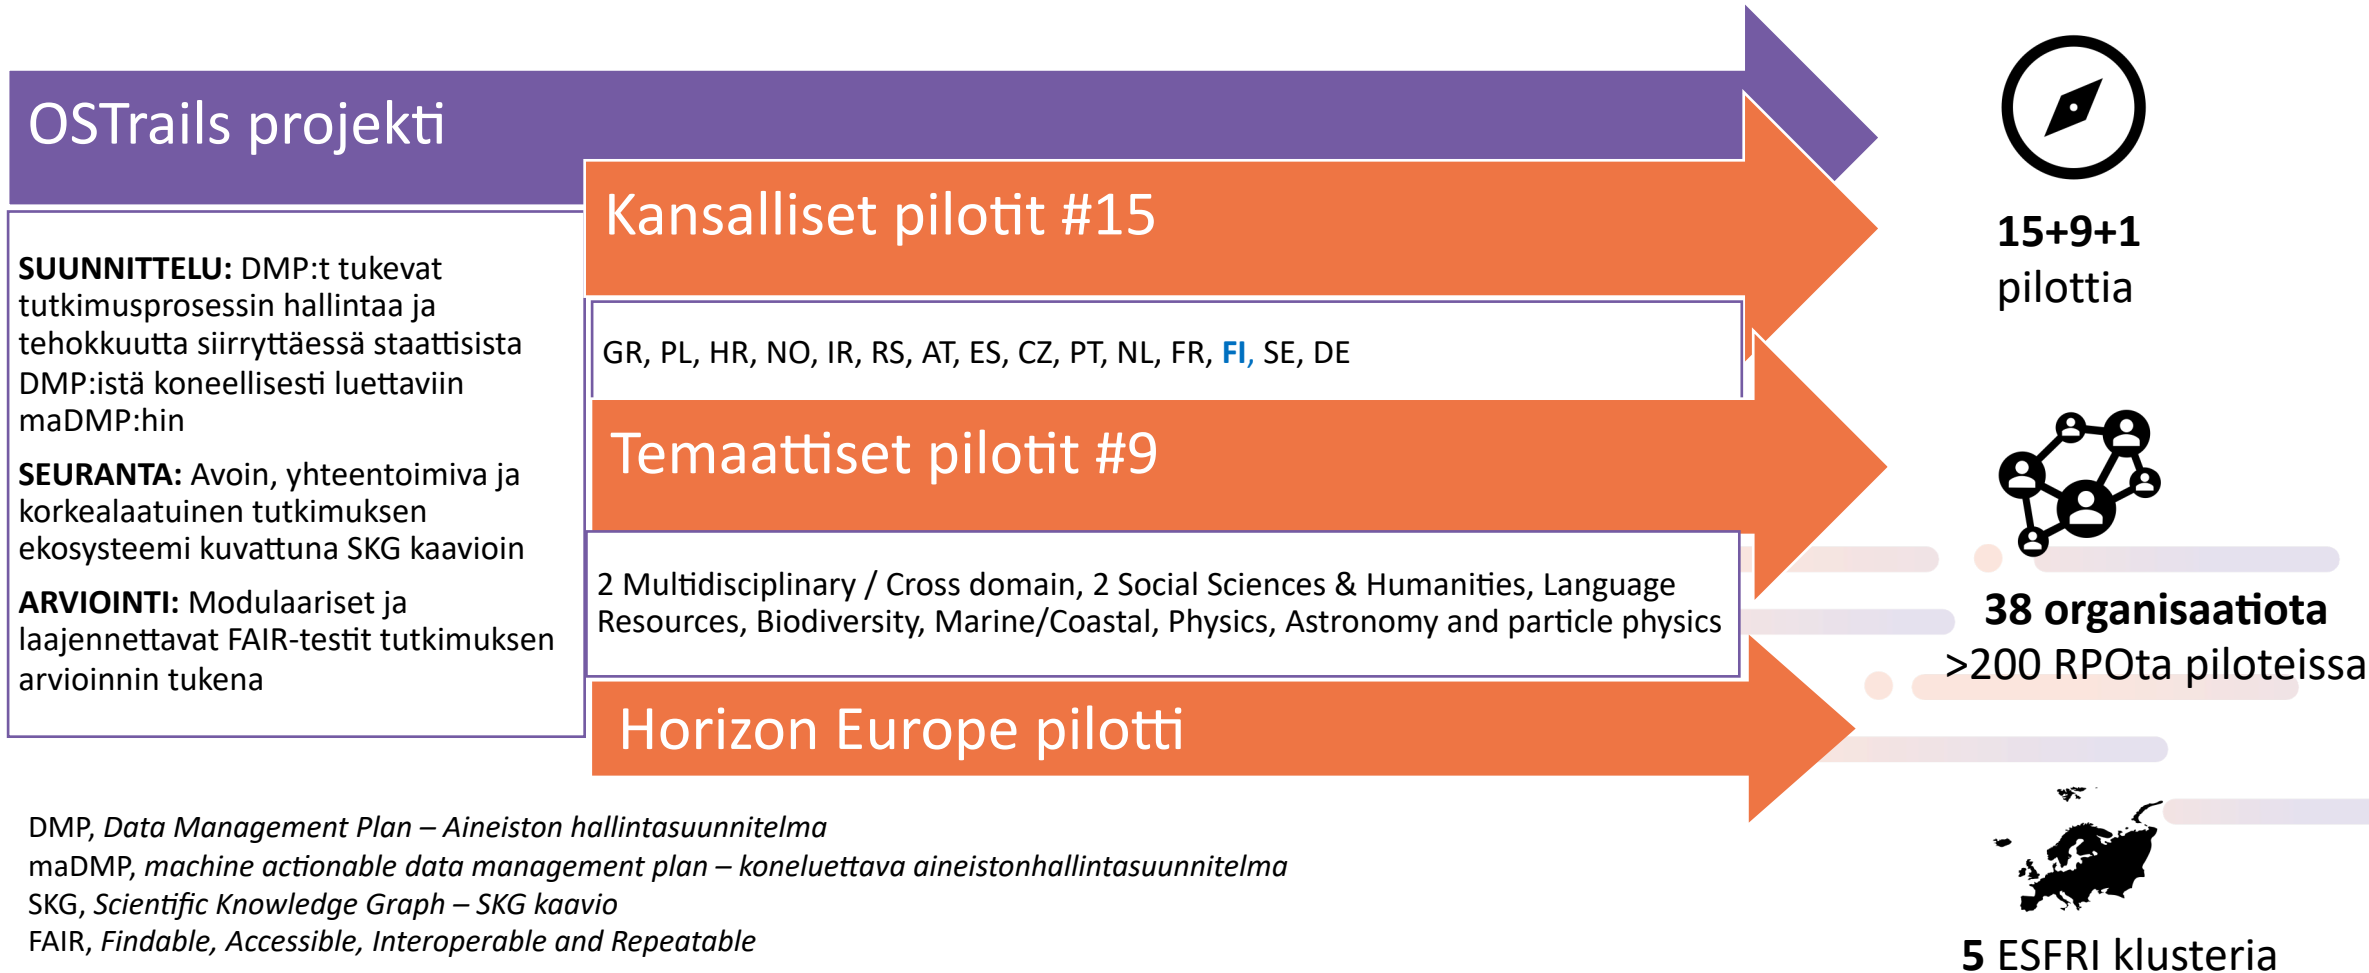 OSTrails projekti
SUUNNITTELU: DMP:t tukevat
tutkimusprosessin hallintaa ja
tehokkuutta siirryttäessä staattisista
DMP:istä koneellisesti luettaviin
maDMP:hin
SEURANTA: Avoin, yhteentoimiva ja
korkealaatuinen tutkimuksen
ekosysteemi kuvattuna SKG kaavioin
ARVIOINTI: Modulaariset ja
laajennettavat FAIR-testit tutkimuksen
arvioinnin tukena
Kansalliset pilotit #15
GR, PL, HR, NO, IR, RS, AT, ES, CZ, PT, NL, FR, FI, SE, DE
Temaattiset pilotit #9
2 Multidisciplinary / Cross domain, 2 Social Sciences & Humanities, Language
Resources, Biodiversity, Marine/Coastal, Physics, Astronomy and particle physics
Horizon Europe pilotti
15+9+1
pilottia
38 organisaatiota
>200 RPOta piloteissa
5 ESFRI klusteria
DMP, Data Management Plan – Aineiston hallintasuunnitelma
maDMP, machine actionable data management plan – koneluettava aineistonhallintasuunnitelma
SKG, Scientific Knowledge Graph – SKG kaavio
FAIR, Findable, Accessible, Interoperable and Repeatable